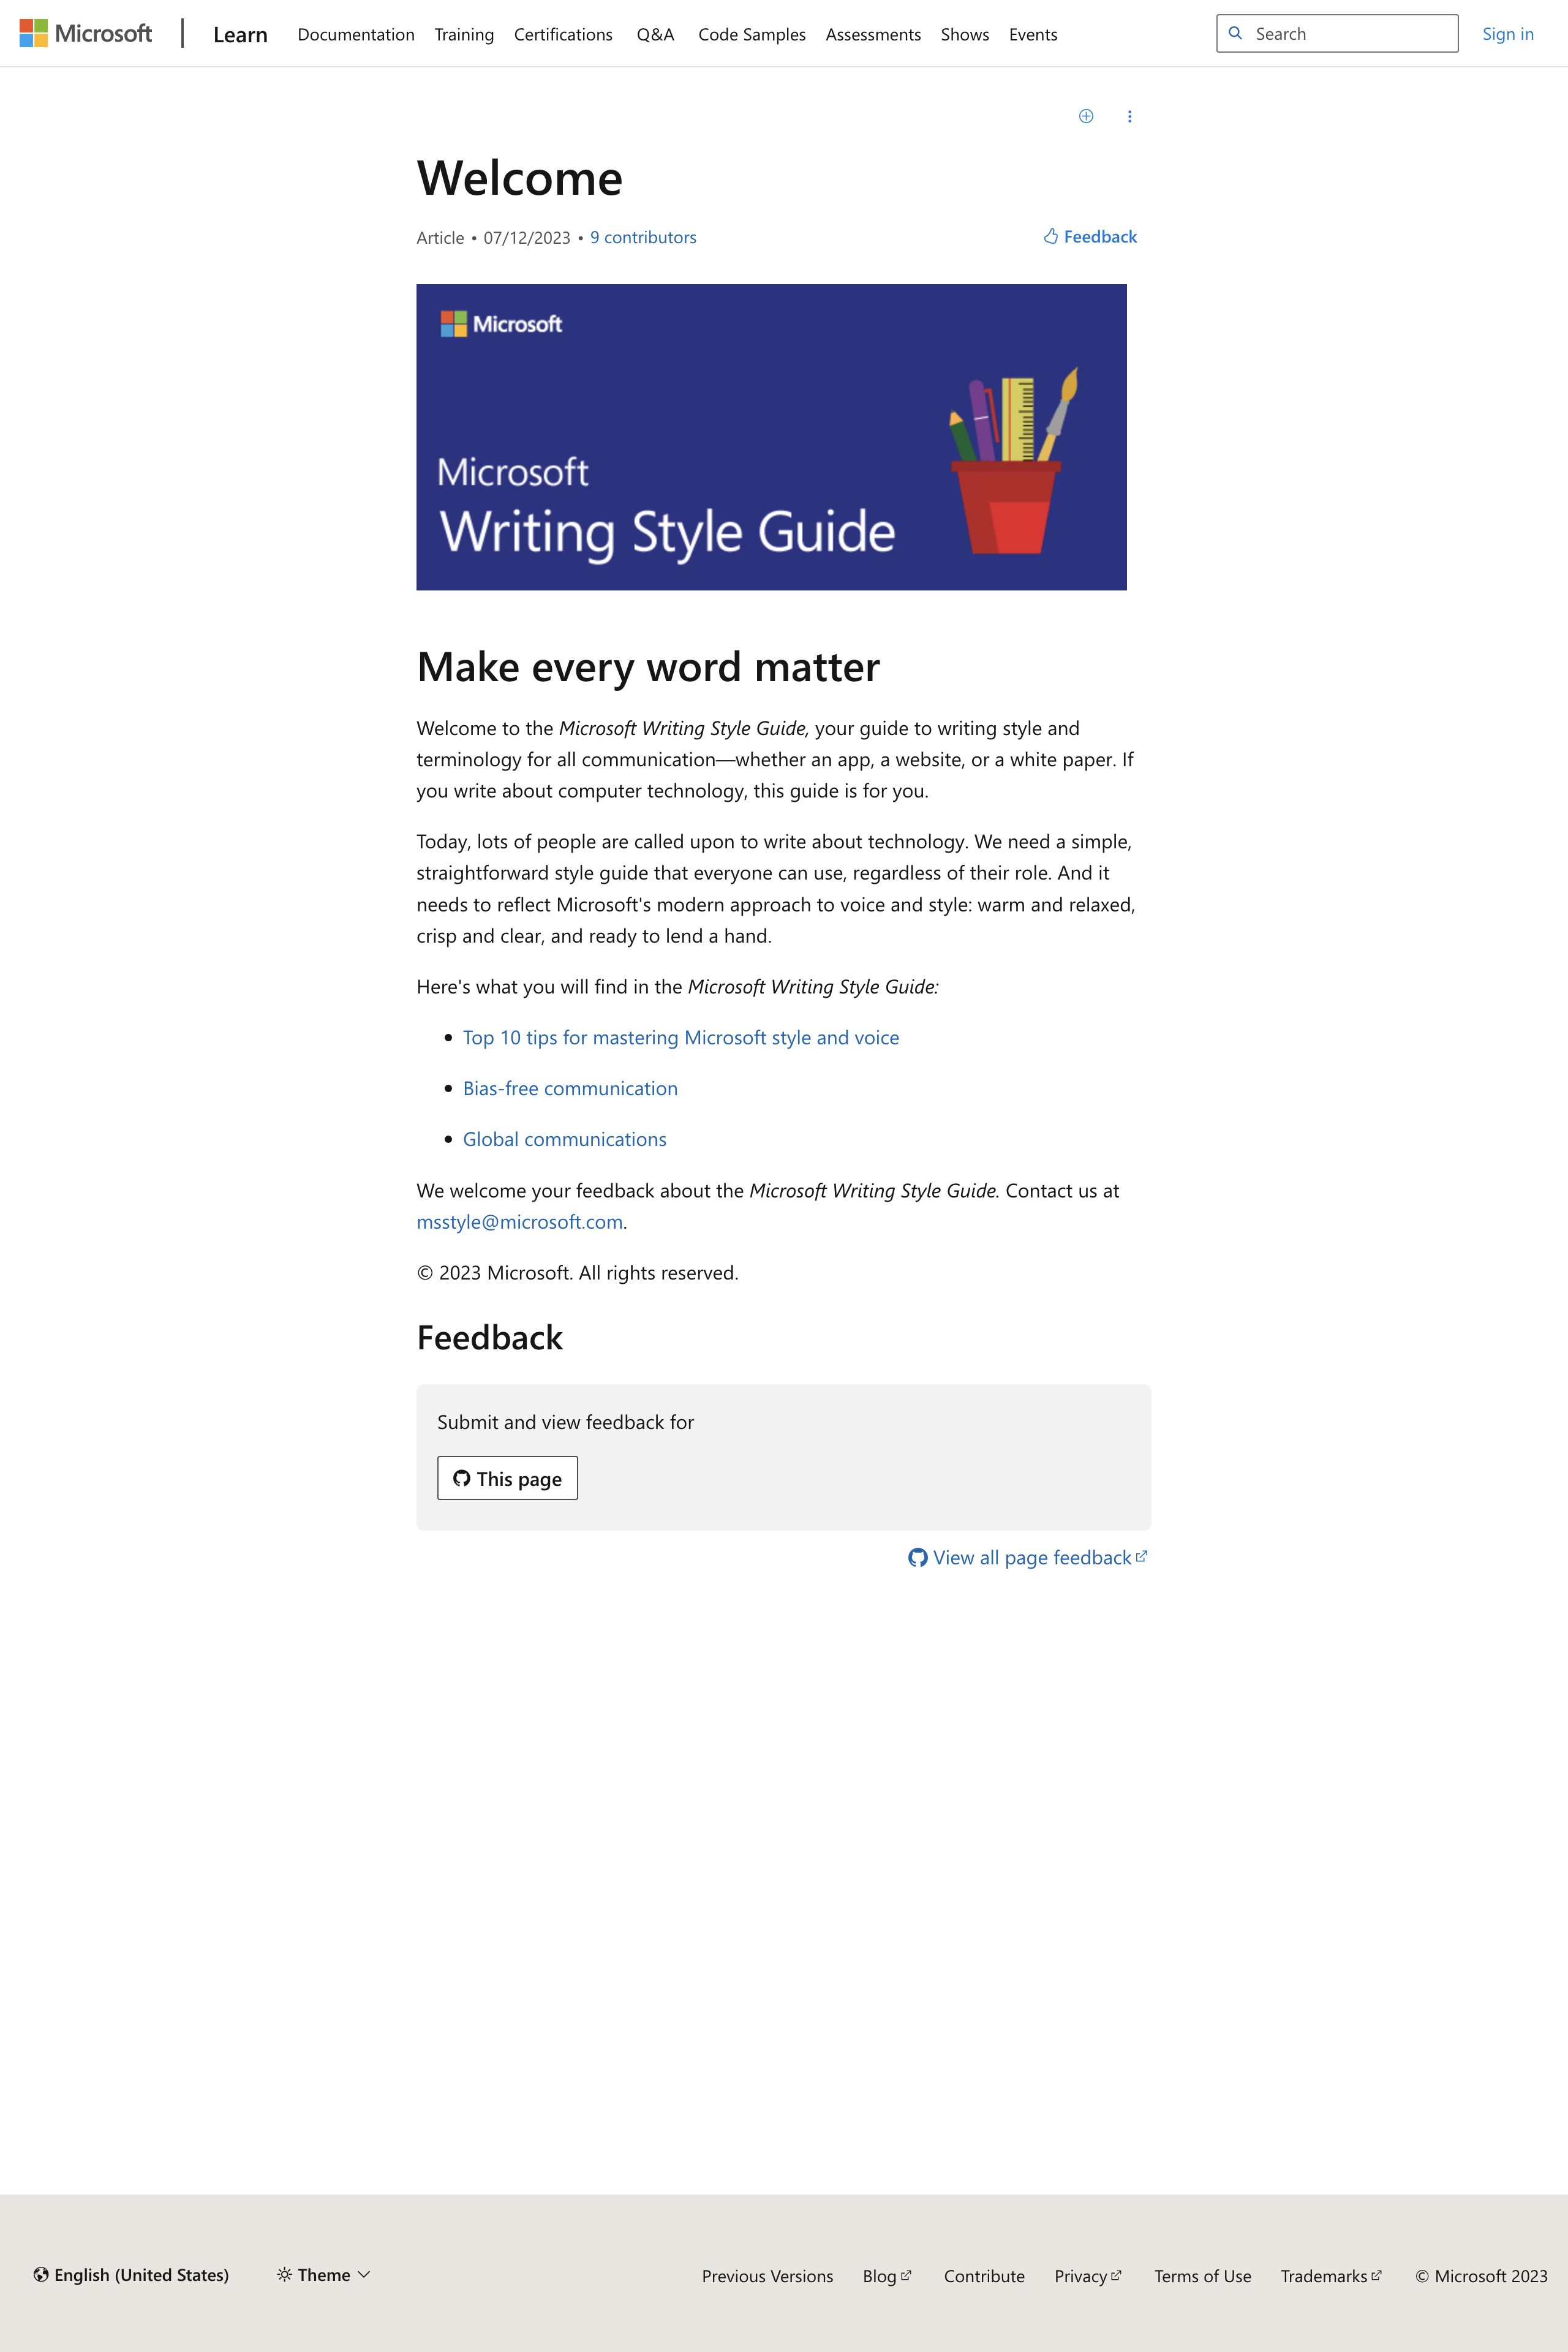 Microsoft
Learn
Documentation Training Certifications Q&A Code Samples Assessments Shows Events
Search
Sign in
Welcome
Article • 07/12/2023 • 9 contributors
Feedback
Microsoft
Microsoft
Writing Style Guide
Make every word matter
Welcome to the Microsoft Writing Style Guide, your guide to writing style and
terminology for all communication—whether an app, a website, or a white paper. If
you write about computer technology, this guide is for you.
Today, lots of people are called upon to write about technology. We need a simple,
straightforward style guide that everyone can use, regardless of their role. And it
needs to reflect Microsoft's modern approach to voice and style: warm and relaxed,
crisp and clear, and ready to lend a hand.
Here's what you will find in the Microsoft Writing Style Guide:
• Top 10 tips for mastering Microsoft style and voice
• Bias-free communication
• Global communications
We welcome your feedback about the Microsoft Writing Style Guide. Contact us at
msstyle@microsoft.com.
© 2023 Microsoft. All rights reserved.
Feedback
Submit and view feedback for
This page
View all page feedback
English (United States)
Theme
Previous Versions Blog Contribute Privacy Terms of Use Trademarks © Microsoft 2023